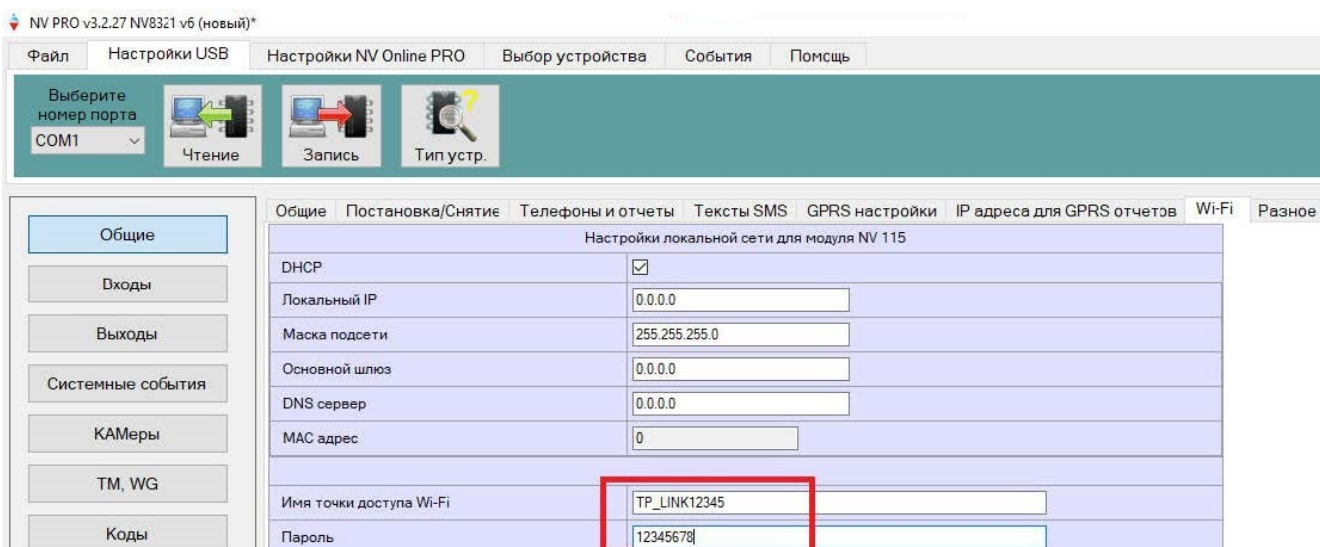 NV PRO v3.2.27 NV8321 v6 (новый)*
Файл Настройки USB Настройки NV Online PRO Выбор устройства События Помощь
Выберите
номер порта
COM1
Чтение Запись Тип устр.
Общие Постановка/Снятие Телефоны и отчеты Тексты SMS GPRS настройки IP адреса для GPRS отчетов Wi-Fi Разное
Общие
Настройки локальной сети для модуля NV 115
DHCP
Входы
Локальный IP 0.0.0.0
Выходы
Маска подсети 255.255.255.0
Основной шлюз 0.0.0.0
Системные события
DNS сервер 0.0.0.0
КАМеры
MAC адрес 0
TM, WG
Имя точки доступа Wi-Fi TP_LINK12345
Коды
Пароль 12345678